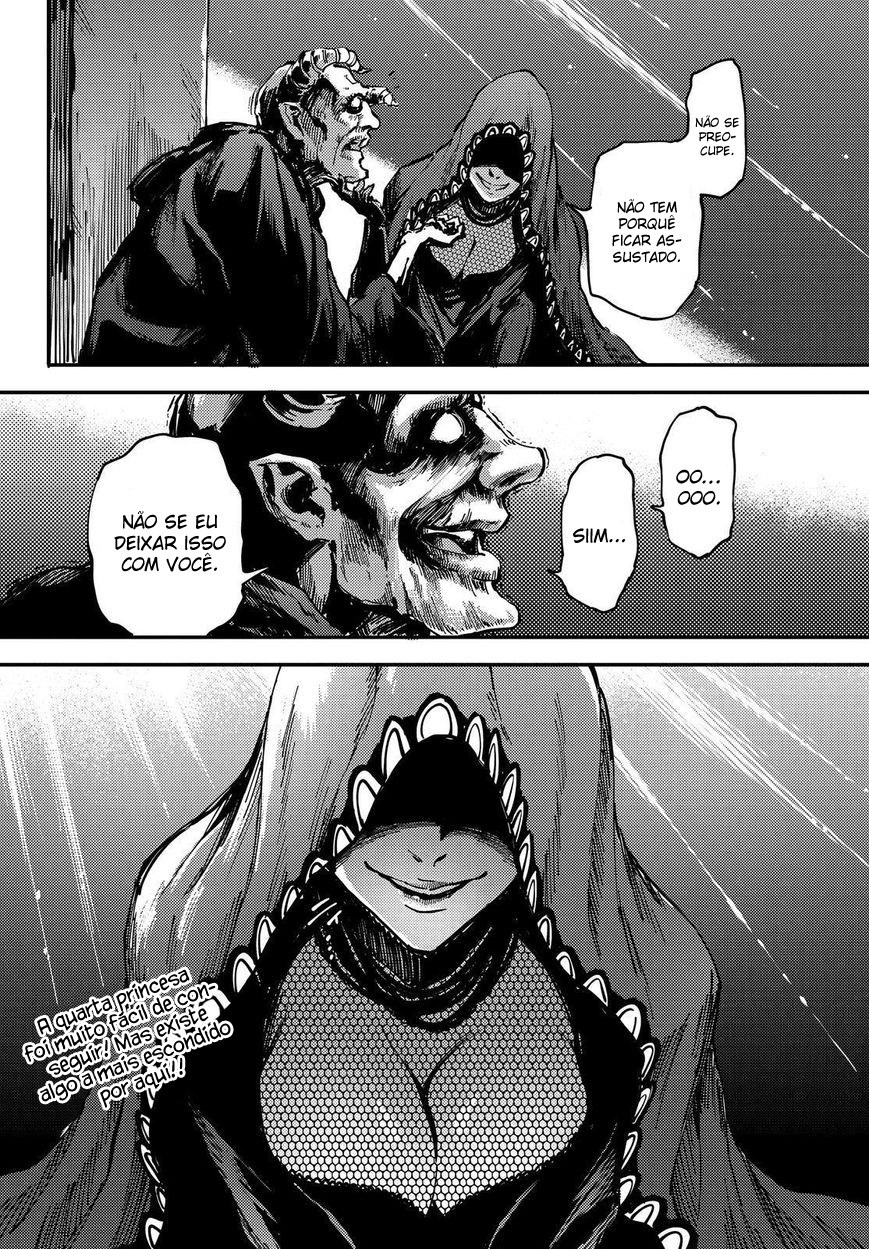 NÃO SE
PREO-
CUPE.
NÃO TEM
PORQUÊ
FICAR AS-
SUSTADO.
OO...
OOO.
SIIM...
NÃO SE EU
DEIXAR ISSO
COM VOCÊ.
A quarta princesa
foi muito fácil de con-
seguir! Mas existe
algo a mais escondido
por aqui!!